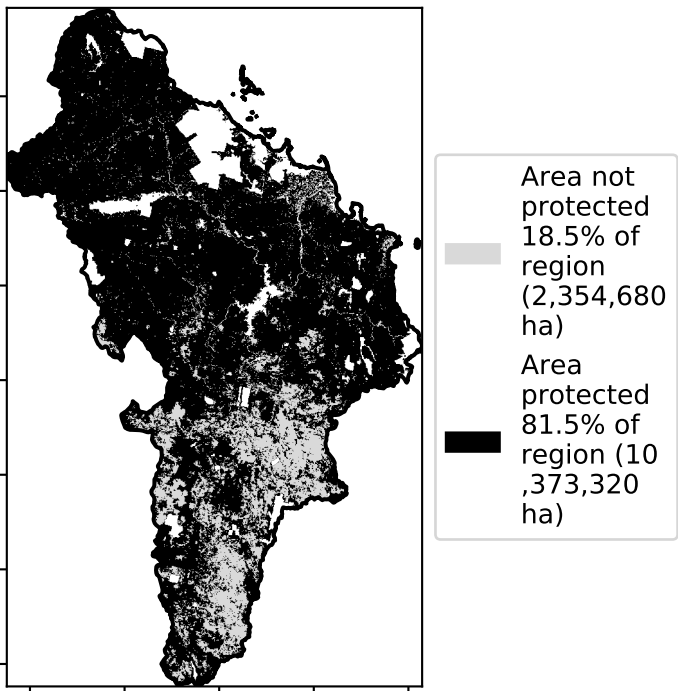 Area not
protected
18.5% of
region
(2,354,680
ha)
Area
protected
81.5% of
region (10
,373,320
ha)